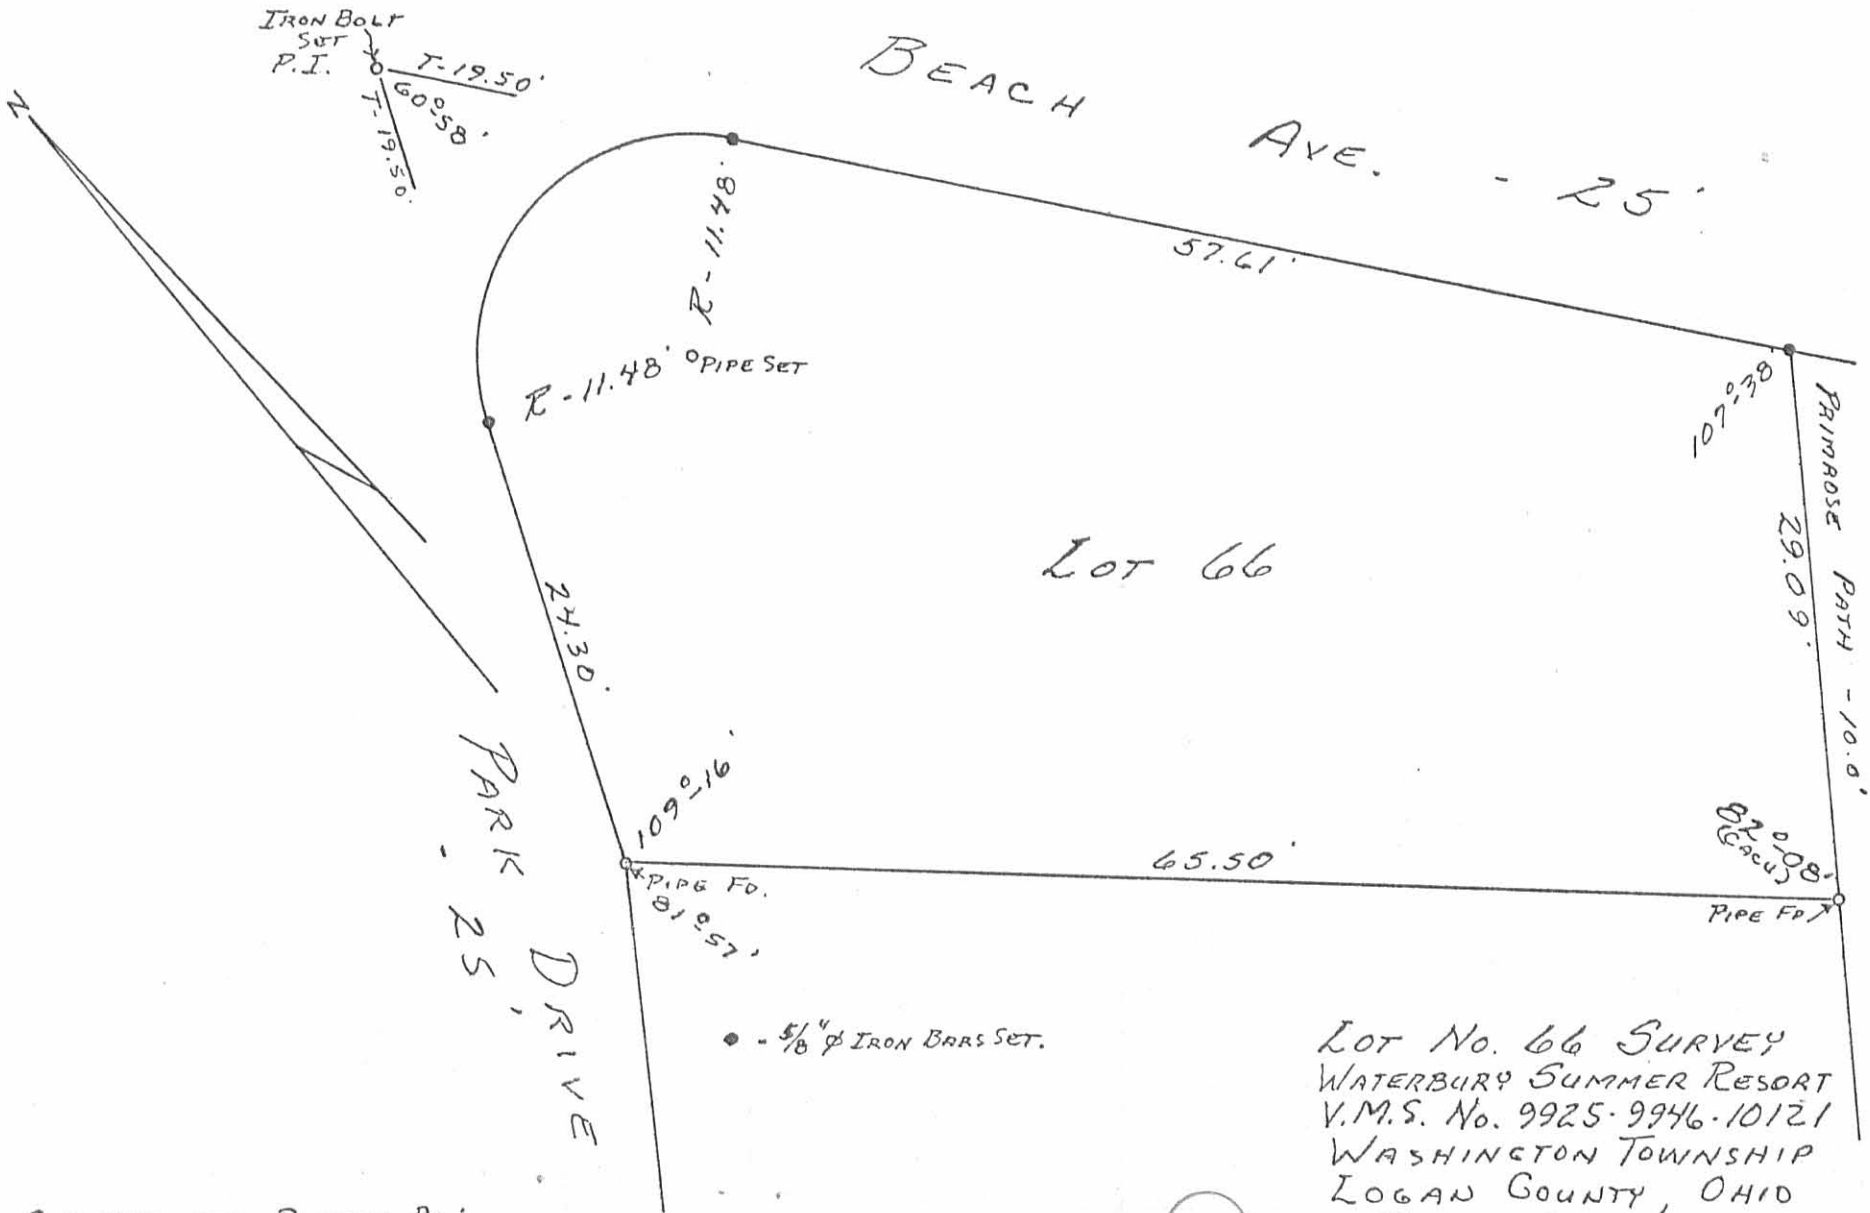 IRON BOLT
SET
P.I.
T-19.50'
60°-58'
T-19.50'
N
BEACH AVE. - 25'
57.61'
R-11.48'
R-11.48'
PIPE SET
107°-38'
PRIMROSE PATH - 10.0'
29.09'
LOT 66
24.30'
109°-16'
65.50'
82°-08'
PIPE FD.
81°-57'
PIPE FD.
PARK DRIVE
- 25'
● - 5/8"ø IRON BARS SET.
LOT NO. 66 SURVEY
WATERBURY SUMMER RESORT
V.M.S. No. 9925-9946-10121
WASHINGTON TOWNSHIP
LOGAN COUNTY, OHIO